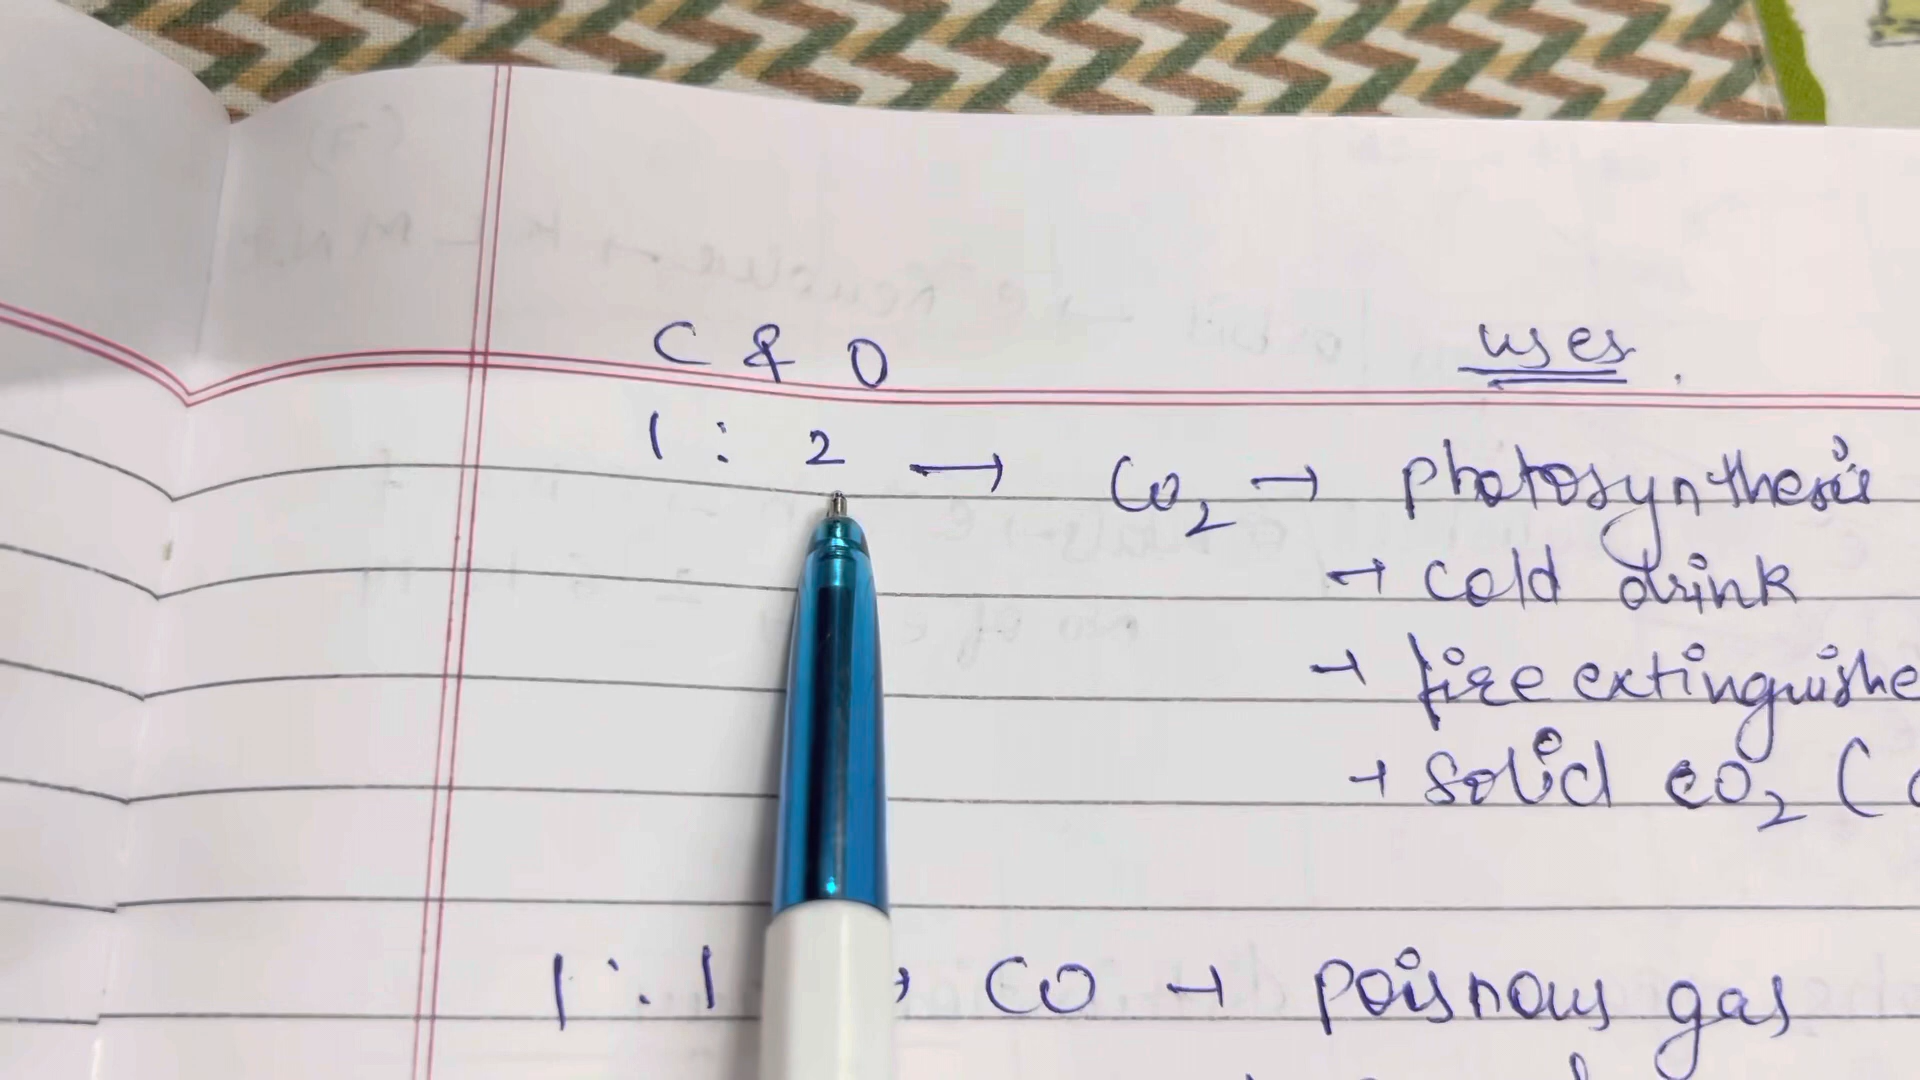 C & O uses.
1 : 2 → CO₂ → photosynthesis
→ cold drink
→ fire extinguishe
→ solid CO₂ (
1 : 1 → CO → poisnous gas